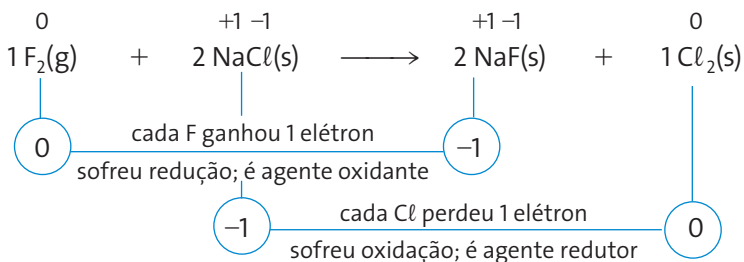 0 +1 –1 +1 –1 0
1 F₂(g) + 2 NaCℓ(s) ⟶ 2 NaF(s) + 1 Cℓ₂(s)
cada F ganhou 1 elétron
0 –1
sofreu redução; é agente oxidante
cada Cℓ perdeu 1 elétron
–1 0
sofreu oxidação; é agente redutor